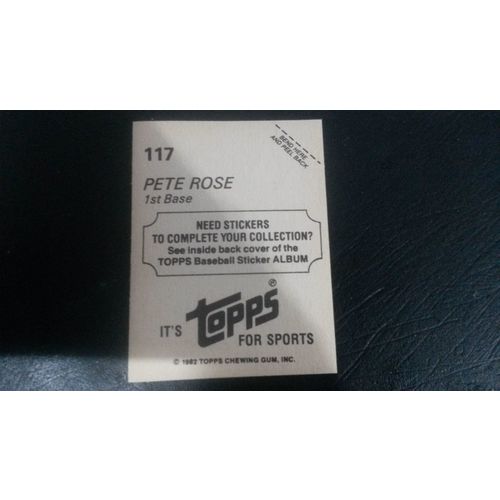 117
BEND HERE
AND PEEL BACK
PETE ROSE
1st Base
NEED STICKERS
TO COMPLETE YOUR COLLECTION?
See inside back cover of the
TOPPS Baseball Sticker ALBUM
IT'S Topps® FOR SPORTS
© 1982 TOPPS CHEWING GUM, INC.